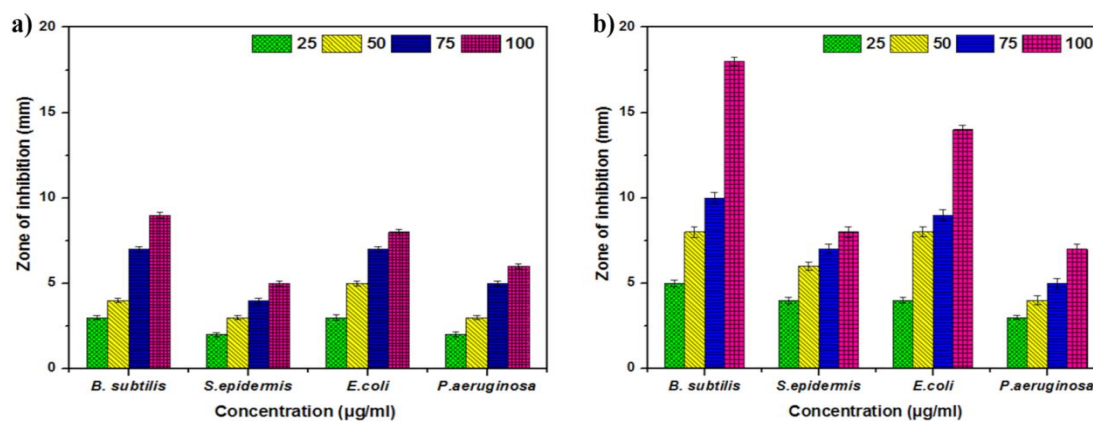 a)
25 50 75 100
20
15
10
5
0
Zone of inhibition (mm)
B. subtilis S.epidermis E.coli P.aeruginosa
Concentration (µg/ml)
b)
25 50 75 100
20
15
10
5
0
Zone of inhibition (mm)
B. subtilis S.epidermis E.coli P.aeruginosa
Concentration (µg/ml)